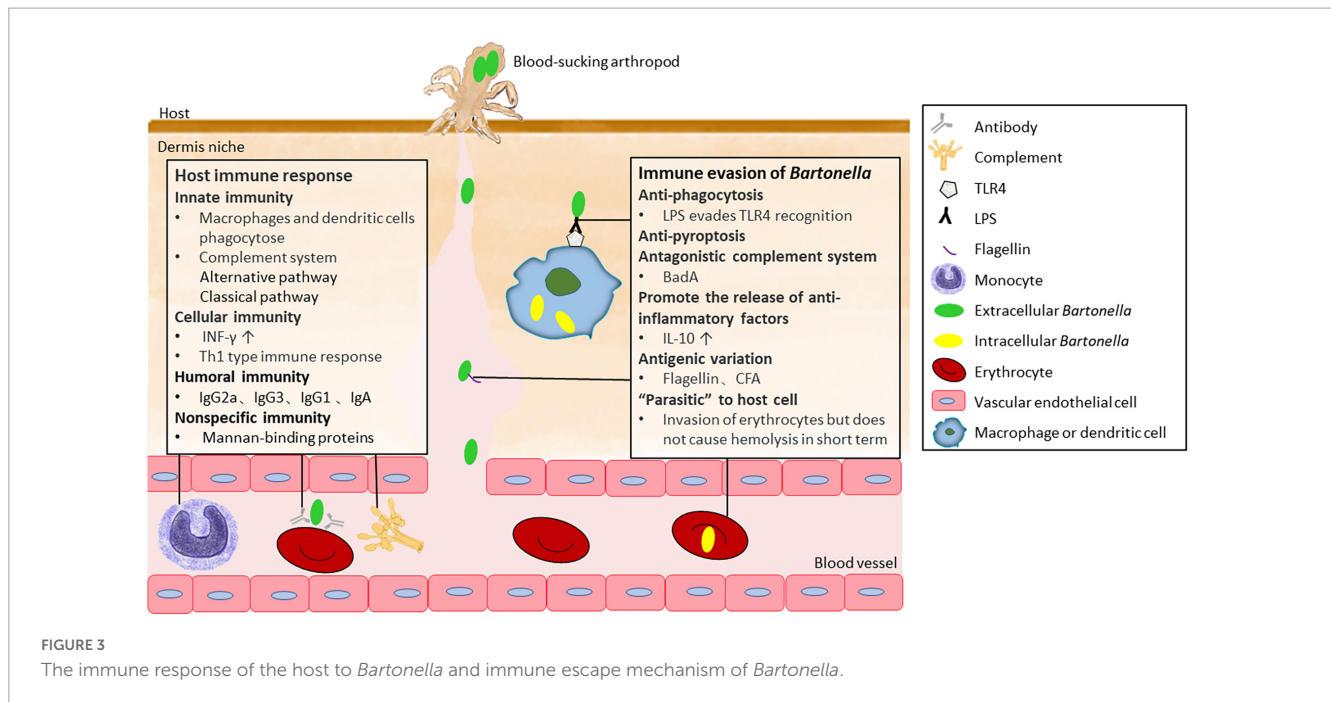 Blood-sucking arthropod
Host
Dermis niche
Host immune response
Innate immunity
• Macrophages and dendritic cells
phagocytose
• Complement system
Alternative pathway
Classical pathway
Cellular immunity
• INF-γ ↑
• Th1 type immune response
Humoral immunity
• IgG2a、IgG3、IgG1 、IgA
Nonspecific immunity
• Mannan-binding proteins
Immune evasion of Bartonella
Anti-phagocytosis
• LPS evades TLR4 recognition
Anti-pyroptosis
Antagonistic complement system
• BadA
Promote the release of anti-
inflammatory factors
• IL-10 ↑
Antigenic variation
• Flagellin、CFA
“Parasitic” to host cell
• Invasion of erythrocytes but does
not cause hemolysis in short term
Blood vessel
Antibody
Complement
TLR4
LPS
Flagellin
Monocyte
Extracellular Bartonella
Intracellular Bartonella
Erythrocyte
Vascular endothelial cell
Macrophage or dendritic cell
FIGURE 3
The immune response of the host to Bartonella and immune escape mechanism of Bartonella.